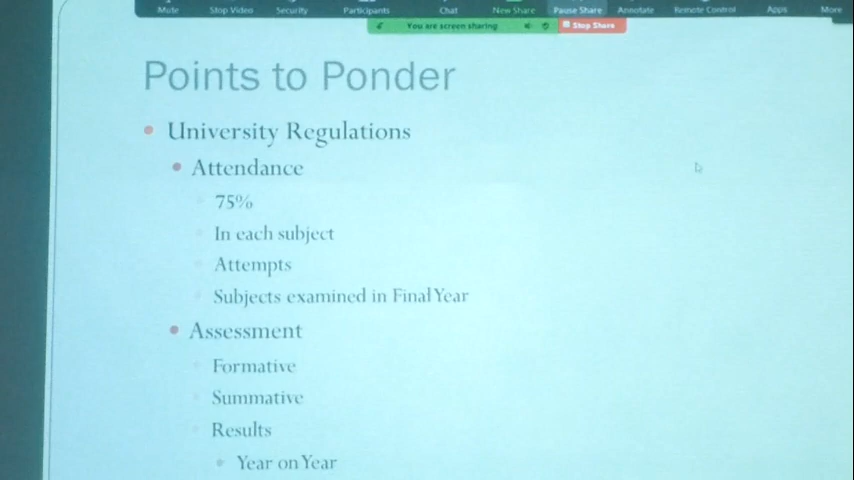 Mute Stop Video Security Participants Chat New Share Pause Share Annotate Remote Control Apps More
You are screen sharing Stop Share
Points to Ponder
University Regulations
Attendance
75%
In each subject
Attempts
Subjects examined in Final Year
Assessment
Formative
Summative
Results
Year on Year